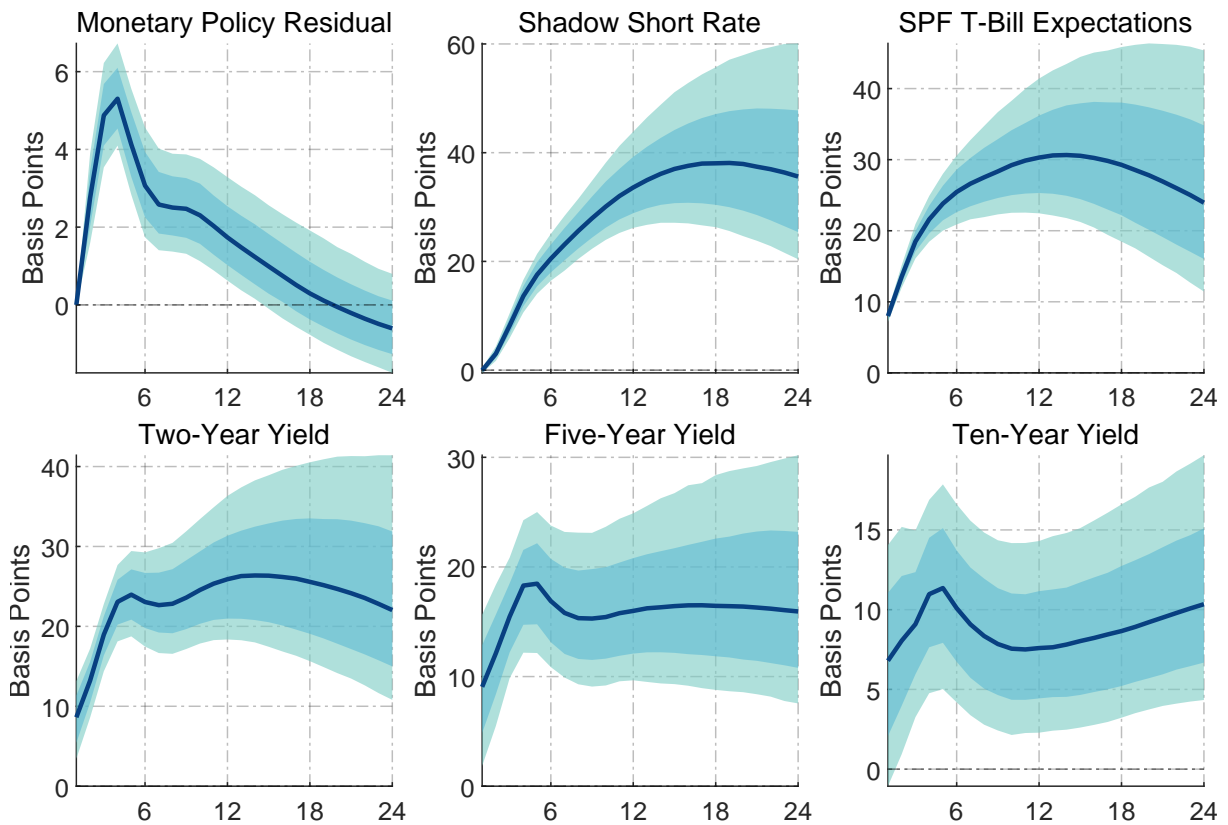 Monetary Policy Residual
Basis Points
6
4
2
0
6 12 18 24
Shadow Short Rate
Basis Points
60
40
20
0
6 12 18 24
SPF T-Bill Expectations
Basis Points
40
30
20
10
0
6 12 18 24
Two-Year Yield
Basis Points
40
30
20
10
0
6 12 18 24
Five-Year Yield
Basis Points
30
20
10
0
6 12 18 24
Ten-Year Yield
Basis Points
15
10
5
0
6 12 18 24